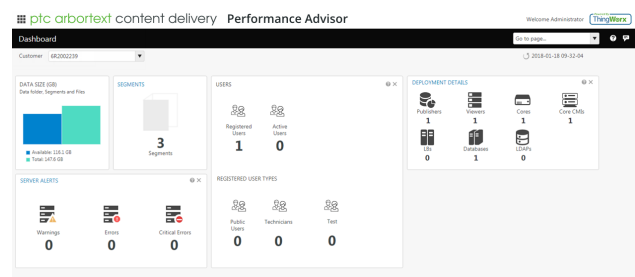 ptc arbortext content delivery Performance Advisor
Welcome Administrator ThingWorx
Dashboard
Go to page...
Customer 6R2002239
2018-01-18 09-32-04
DATA SIZE (GB)
Data folder, Segments and Files
Available: 118.1 GB
Total: 147.6 GB
SEGMENTS
3
Segments
USERS
Registered Users
1
Active Users
0
DEPLOYMENT DETAILS
Publishers
1
Viewers
1
Cores
1
Core CMIs
1
LBs
0
Databases
1
LDAPs
0
SERVER ALERTS
Warnings
0
Errors
0
Critical Errors
0
REGISTERED USER TYPES
Public Users
0
Technicians
0
Test
0